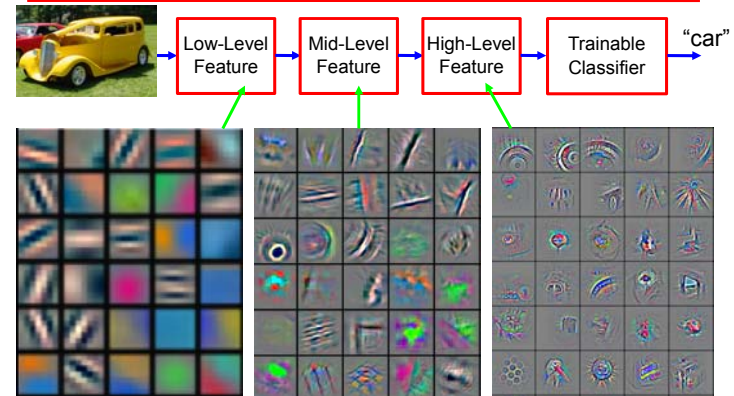 Low-Level
Feature
Mid-Level
Feature
High-Level
Feature
Trainable
Classifier
“car”